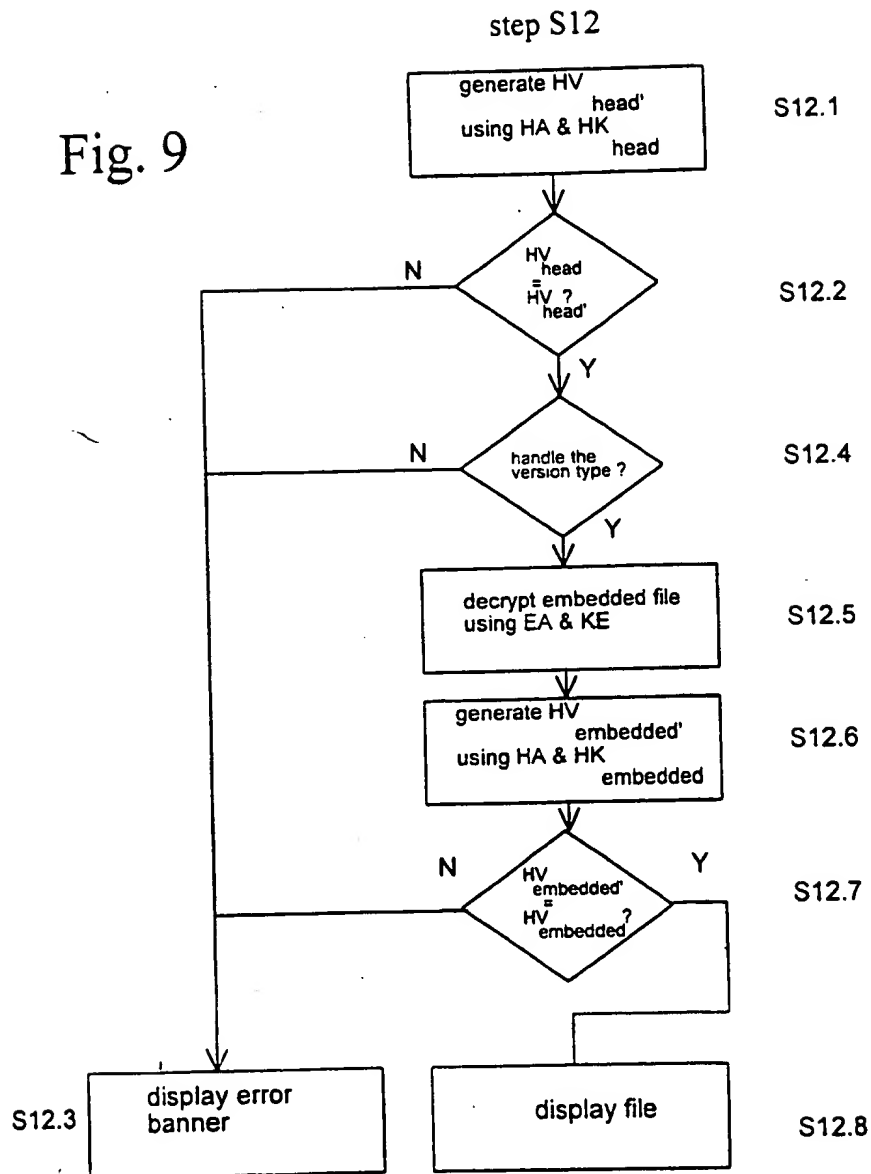 step S12
Fig. 9
generate HV
head'
using HA & HK
head
S12.1
HV
head
=
HV ?
head'
N
S12.2
Y
handle the
version type ?
N
S12.4
Y
decrypt embedded file
using EA & KE
S12.5
generate HV
embedded'
using HA & HK
embedded
S12.6
N
HV
embedded'
=
HV ?
embedded
Y
S12.7
S12.3
display error
banner
display file
S12.8